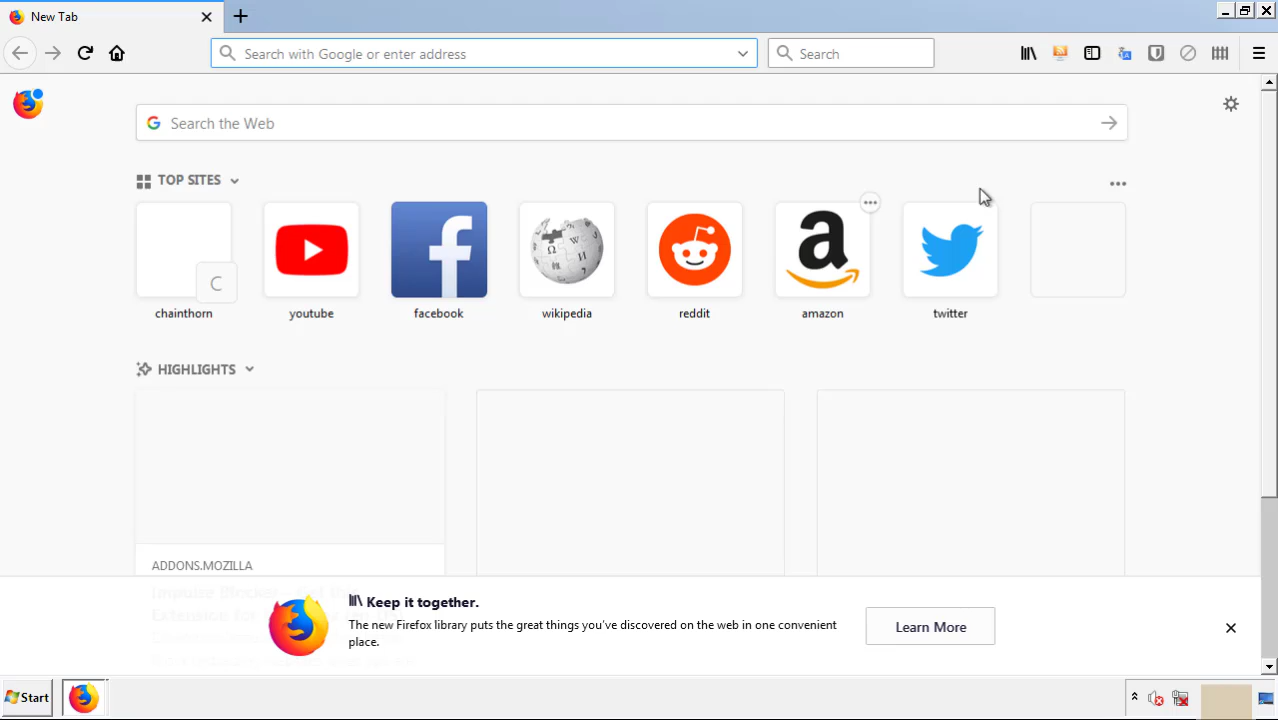 New Tab
Search with Google or enter address
Search
Search the Web
TOP SITES
C
chainthorn
youtube
facebook
wikipedia
reddit
amazon
twitter
HIGHLIGHTS
ADDONS.MOZILLA
Keep it together.
The new Firefox library puts the great things you've discovered on the web in one convenient
place.
Learn More
Start